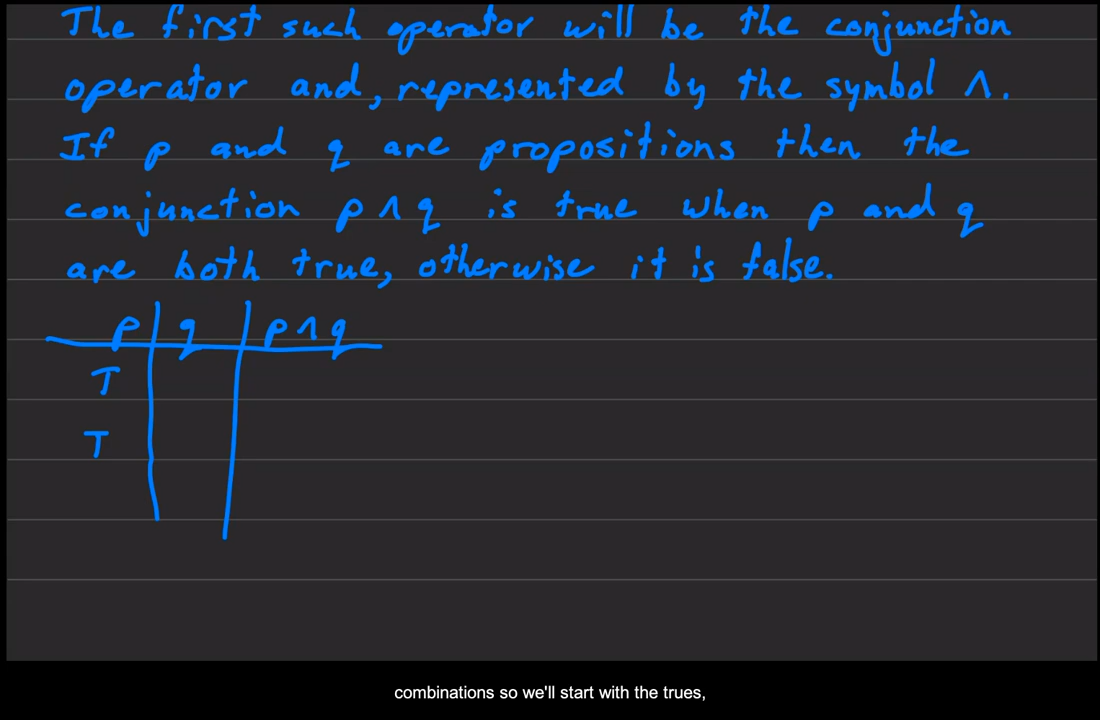 The first such operator will be the conjunction
operator and, represented by the symbol ∧.
If p and q are propositions then the
conjunction p ∧ q is true when p and q
are both true, otherwise it is false.
p q p ∧ q
T
T
combinations so we'll start with the trues,